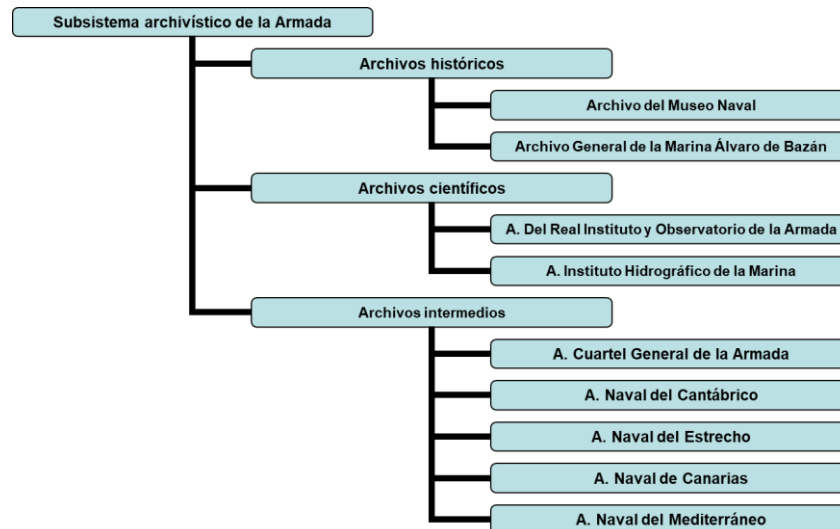 Subsistema archivístico de la Armada
Archivos históricos
Archivo del Museo Naval
Archivo General de la Marina Álvaro de Bazán
Archivos científicos
A. Del Real Instituto y Observatorio de la Armada
A. Instituto Hidrográfico de la Marina
Archivos intermedios
A. Cuartel General de la Armada
A. Naval del Cantábrico
A. Naval del Estrecho
A. Naval de Canarias
A. Naval del Mediterráneo